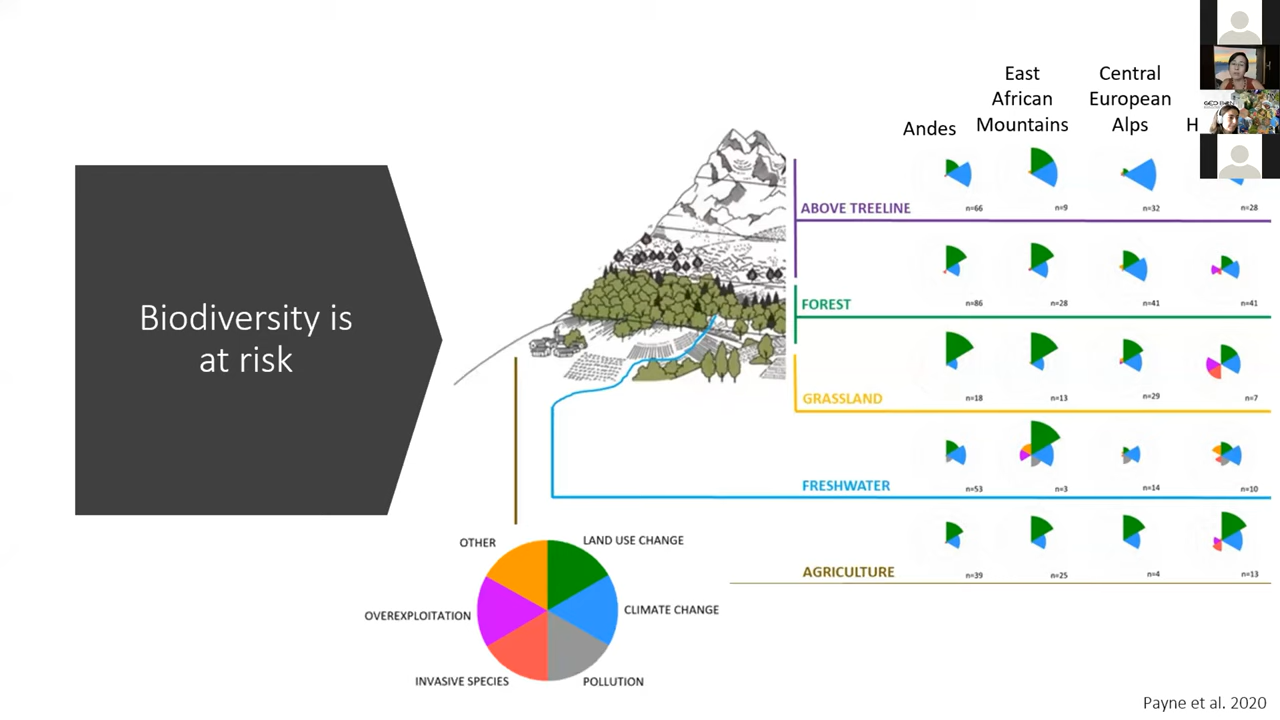 Biodiversity is
at risk
Andes
East
African
Mountains
Central
European
Alps
H
ABOVE TREELINE
n=66
n=9
n=32
n=28
FOREST
n=86
n=28
n=41
n=41
GRASSLAND
n=18
n=13
n=29
n=7
FRESHWATER
n=53
n=3
n=14
n=10
AGRICULTURE
n=39
n=25
n=4
n=13
OTHER
LAND USE CHANGE
OVEREXPLOITATION
CLIMATE CHANGE
INVASIVE SPECIES
POLLUTION
Payne et al. 2020